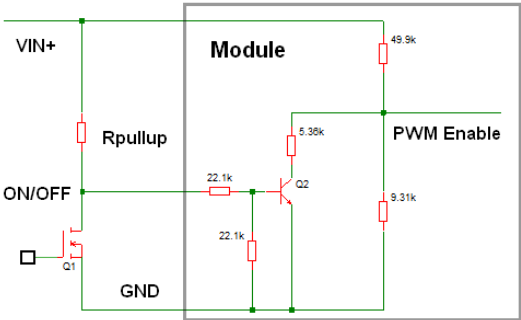 VIN+
Module
49.9k
Rpullup
5.36k
PWM Enable
22.1k
Q2
ON/OFF
9.31k
22.1k
Q1
GND